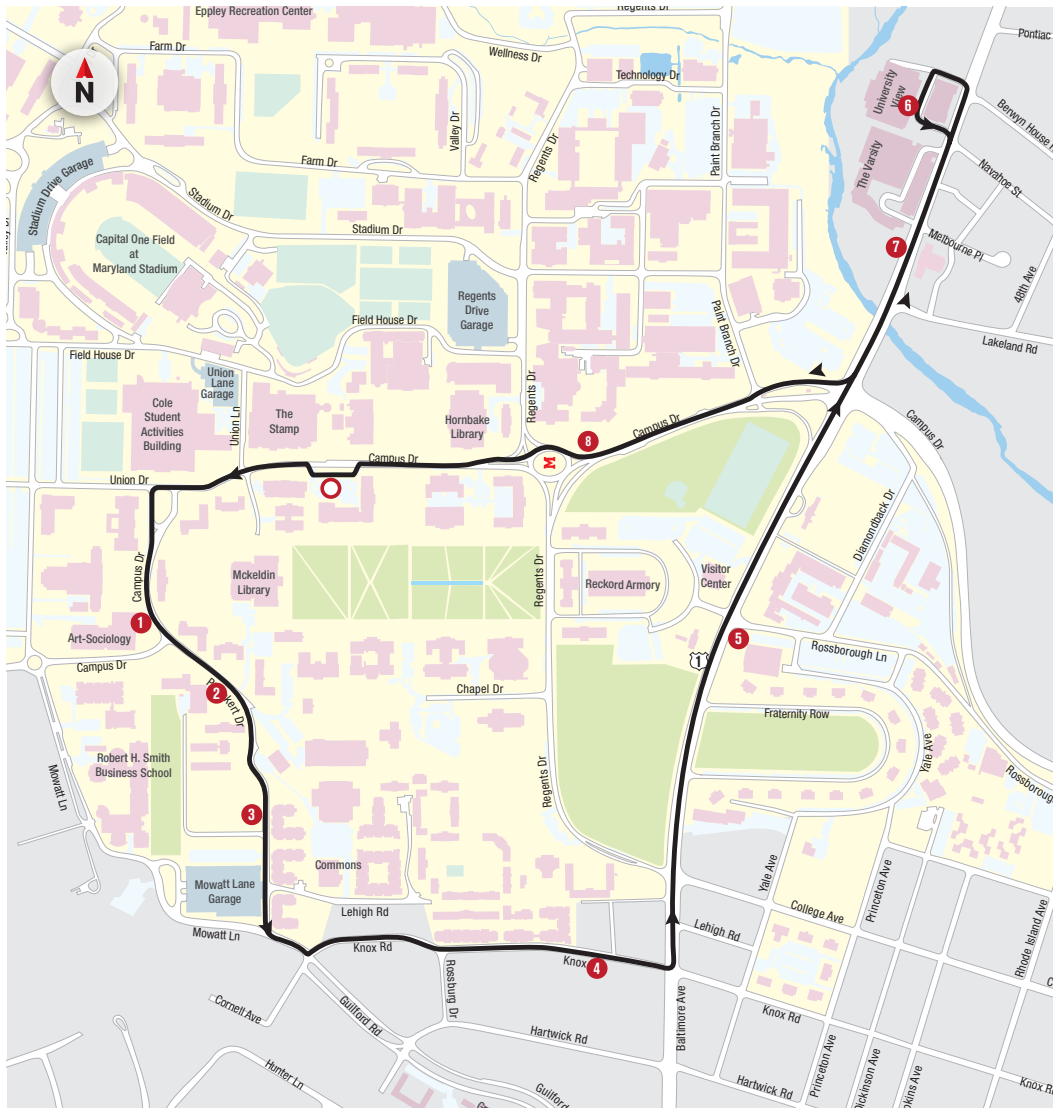 Eppley Recreation Center
Regents Dr
Pontiac
Farm Dr
Wellness Dr
N
Technology Dr
University
View
6
Berwyn House
Valley Dr
Regents Dr
Paint Branch Dr
Stadium Drive Garage
Farm Dr
The Varsity
Navahoe St
Stadium Dr
Stadium Dr
Capital One Field
at
Maryland Stadium
7
Melbourne Pl
48th Ave
Regents
Drive
Garage
Field House Dr
Paint Branch Dr
Lakeland Rd
Field House Dr
Union
Lane
Garage
Cole
Student
Activities
Building
Union Ln
The
Stamp
Hornbake
Library
Regents Dr
Campus Dr
8
Campus Dr
Campus Dr
M
Union Dr
Diamondback Dr
Campus Dr
Mckeldin
Library
Regents Dr
Reckord Armory
Visitor
Center
1
Art-Sociology
5
Rossborough Ln
Campus Dr
1
2
Chapel Dr
Fraternity Row
Yale Ave
Robert H. Smith
Business School
Mowatt Ln
Regents Dr
3
Commons
Yale Ave
Princeton Ave
Mowatt Lane
Garage
Lehigh Rd
College Ave
Rhode Island Ave
Mowatt Ln
Knox Rd
Lehigh Rd
Knox
4
Cornell Ave
Guilford Rd
Rossburg Dr
Hartwick Rd
Baltimore Ave
Knox Rd
Hunter Ln
Guilford
Hartwick Rd
Princeton Ave
Dickinson Ave
Knox R